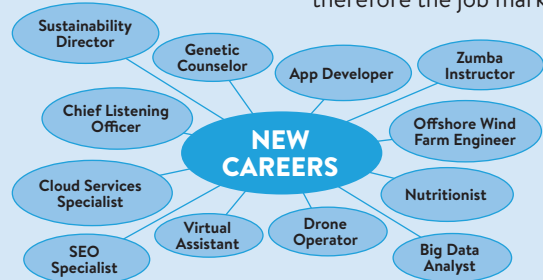 therefore the job mark
Sustainability
Director
Genetic
Counselor
App Developer
Zumba
Instructor
Chief Listening
Officer
NEW
CAREERS
Offshore Wind
Farm Engineer
Cloud Services
Specialist
Nutritionist
SEO
Specialist
Virtual
Assistant
Drone
Operator
Big Data
Analyst